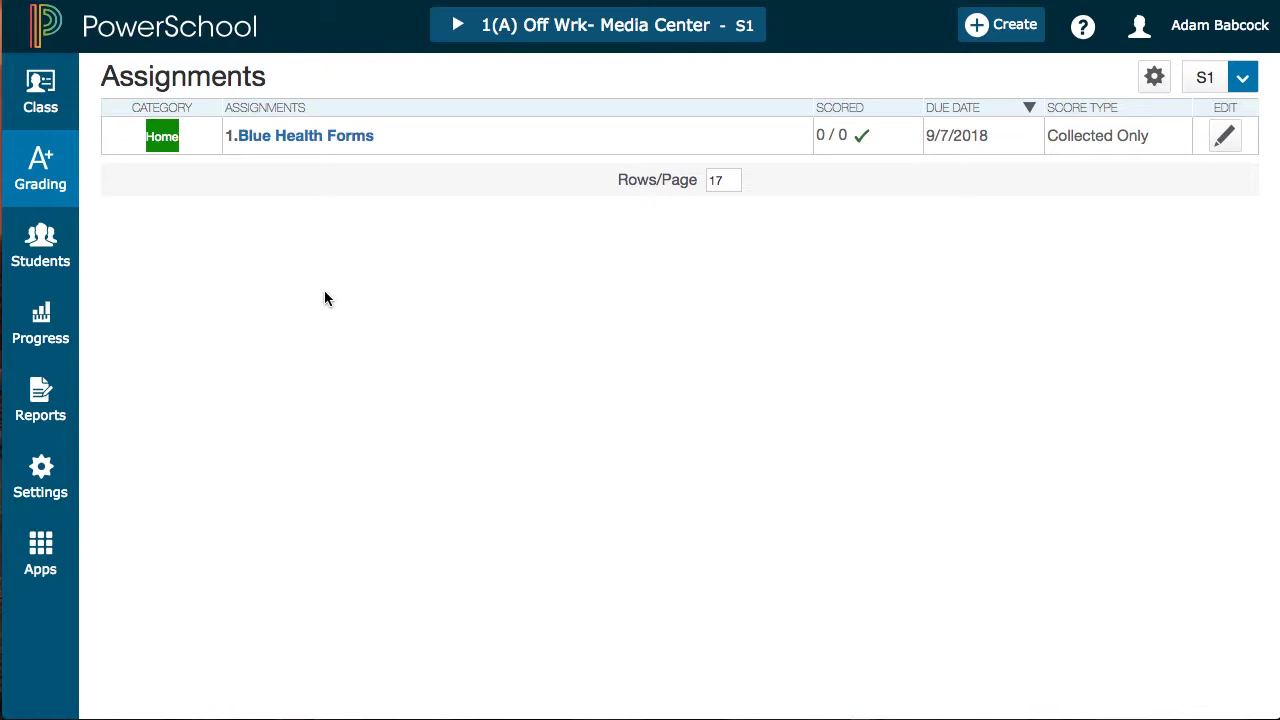 PowerSchool
1(A) Off Wrk- Media Center - S1
Create
?
Adam Babcock
Class
Grading
Students
Progress
Reports
Settings
Apps
Assignments
S1
CATEGORY ASSIGNMENTS SCORED DUE DATE SCORE TYPE EDIT
Home 1.Blue Health Forms 0 / 0 9/7/2018 Collected Only
Rows/Page 17